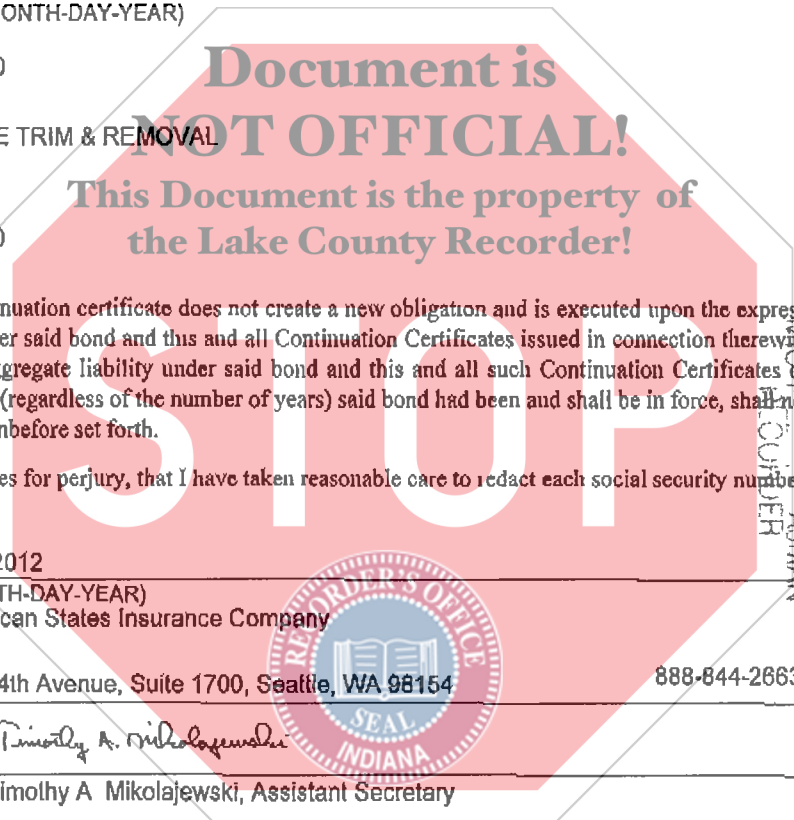 ONTH-DAY-YEAR)
Document is
NOT OFFICIAL!
E TRIM & REMOVAL
This Document is the property of
the Lake County Recorder!
nuation certificate does not create a new obligation and is executed upon the expres
er said bond and this and all Continuation Certificates issued in connection therewi
gregate liability under said bond and this and all such Continuation Certificates
(regardless of the number of years) said bond had been and shall be in force, shall n
nbefore set forth.
es for perjury, that I have taken reasonable care to redact each social security numbe
STOP
RECORDER
2012
TH-DAY-YEAR)
can States Insurance Company
4th Avenue, Suite 1700, Seattle, WA 98154
888-844-2663
RECORDER'S OFFICE
SEAL
INDIANA
Timothy A. Mikolajewski
imothy A Mikolajewski, Assistant Secretary